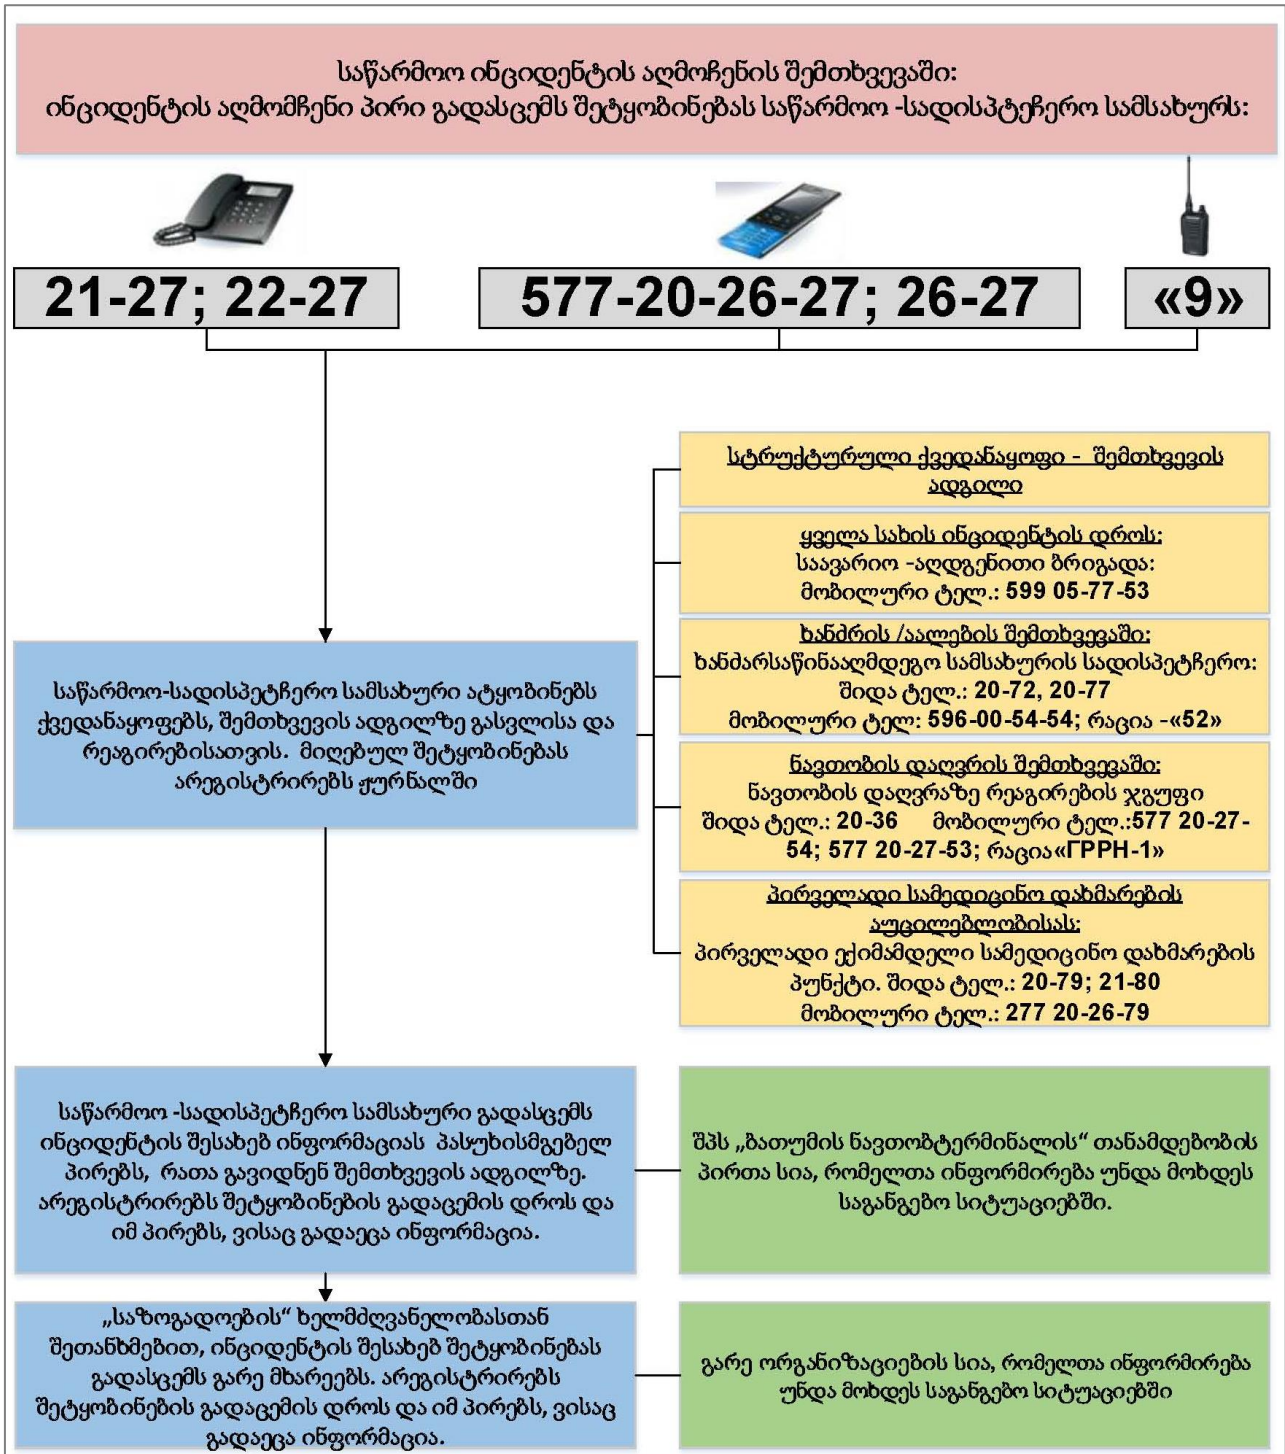 საწარმოო ინციდენტის აღმოჩენის შემთხვევაში:
ინციდენტის აღმომჩენი პირი გადასცემს შეტყობინებას საწარმოო -სადისპტეჩერო სამსახურს:
21-27; 22-27
577-20-26-27; 26-27
«9»
სტრუქტურული ქვედანაყოფი - შემთხვევის
ადგილი
ყველა სახის ინციდენტის დროს:
საავარიო -აღდგენითი ბრიგადა:
მობილური ტელ.: 599 05-77-53
ხანძრის /აალების შემთხვევაში:
ხანძარსაწინააღმდეგო სამსახურის სადისპეტჩერო:
შიდა ტელ.: 20-72, 20-77
მობილური ტელ: 596-00-54-54; რაცია -«52»
საწარმოო-სადისპეტჩერო სამსახური ატყობინებს
ქვედანაყოფებს, შემთხვევის ადგილზე გასვლისა და
რეაგირებისათვის. მიღებულ შეტყობინებას
არეგისტრირებს ჟურნალში
ნავთობის დაღვრის შემთხვევაში:
ნავთობის დაღვრაზე რეაგირების ჯგუფი
შიდა ტელ.: 20-36 მობილური ტელ.:577 20-27-
54; 577 20-27-53; რაცია«ГРРН-1»
პირველადი სამედიცინო დახმარების
აუცილებლობისას:
პირველადი ექიმამდელი სამედიცინო დახმარების
პუნქტი. შიდა ტელ.: 20-79; 21-80
მობილური ტელ.: 277 20-26-79
საწარმოო -სადისპეტჩერო სამსახური გადასცემს
ინციდენტის შესახებ ინფორმაციას პასუხისმგებელ
პირებს, რათა გავიდნენ შემთხვევის ადგილზე.
არეგისტრირებს შეტყობინების გადაცემის დროს და
იმ პირებს, ვისაც გადაეცა ინფორმაცია.
შპს „ბათუმის ნავთობტერმინალის“ თანამდებობის
პირთა სია, რომელთა ინფორმირება უნდა მოხდეს
საგანგებო სიტუაციებში.
„საზოგადოების“ ხელმძღვანელობასთან
შეთანხმებით, ინციდენტის შესახებ შეტყობინებას
გადასცემს გარე მხარეებს. არეგისტრირებს
შეტყობინების გადაცემის დროს და იმ პირებს, ვისაც
გადაეცა ინფორმაცია.
გარე ორგანიზაციების სია, რომელთა ინფორმირება
უნდა მოხდეს საგანგებო სიტუაციებში